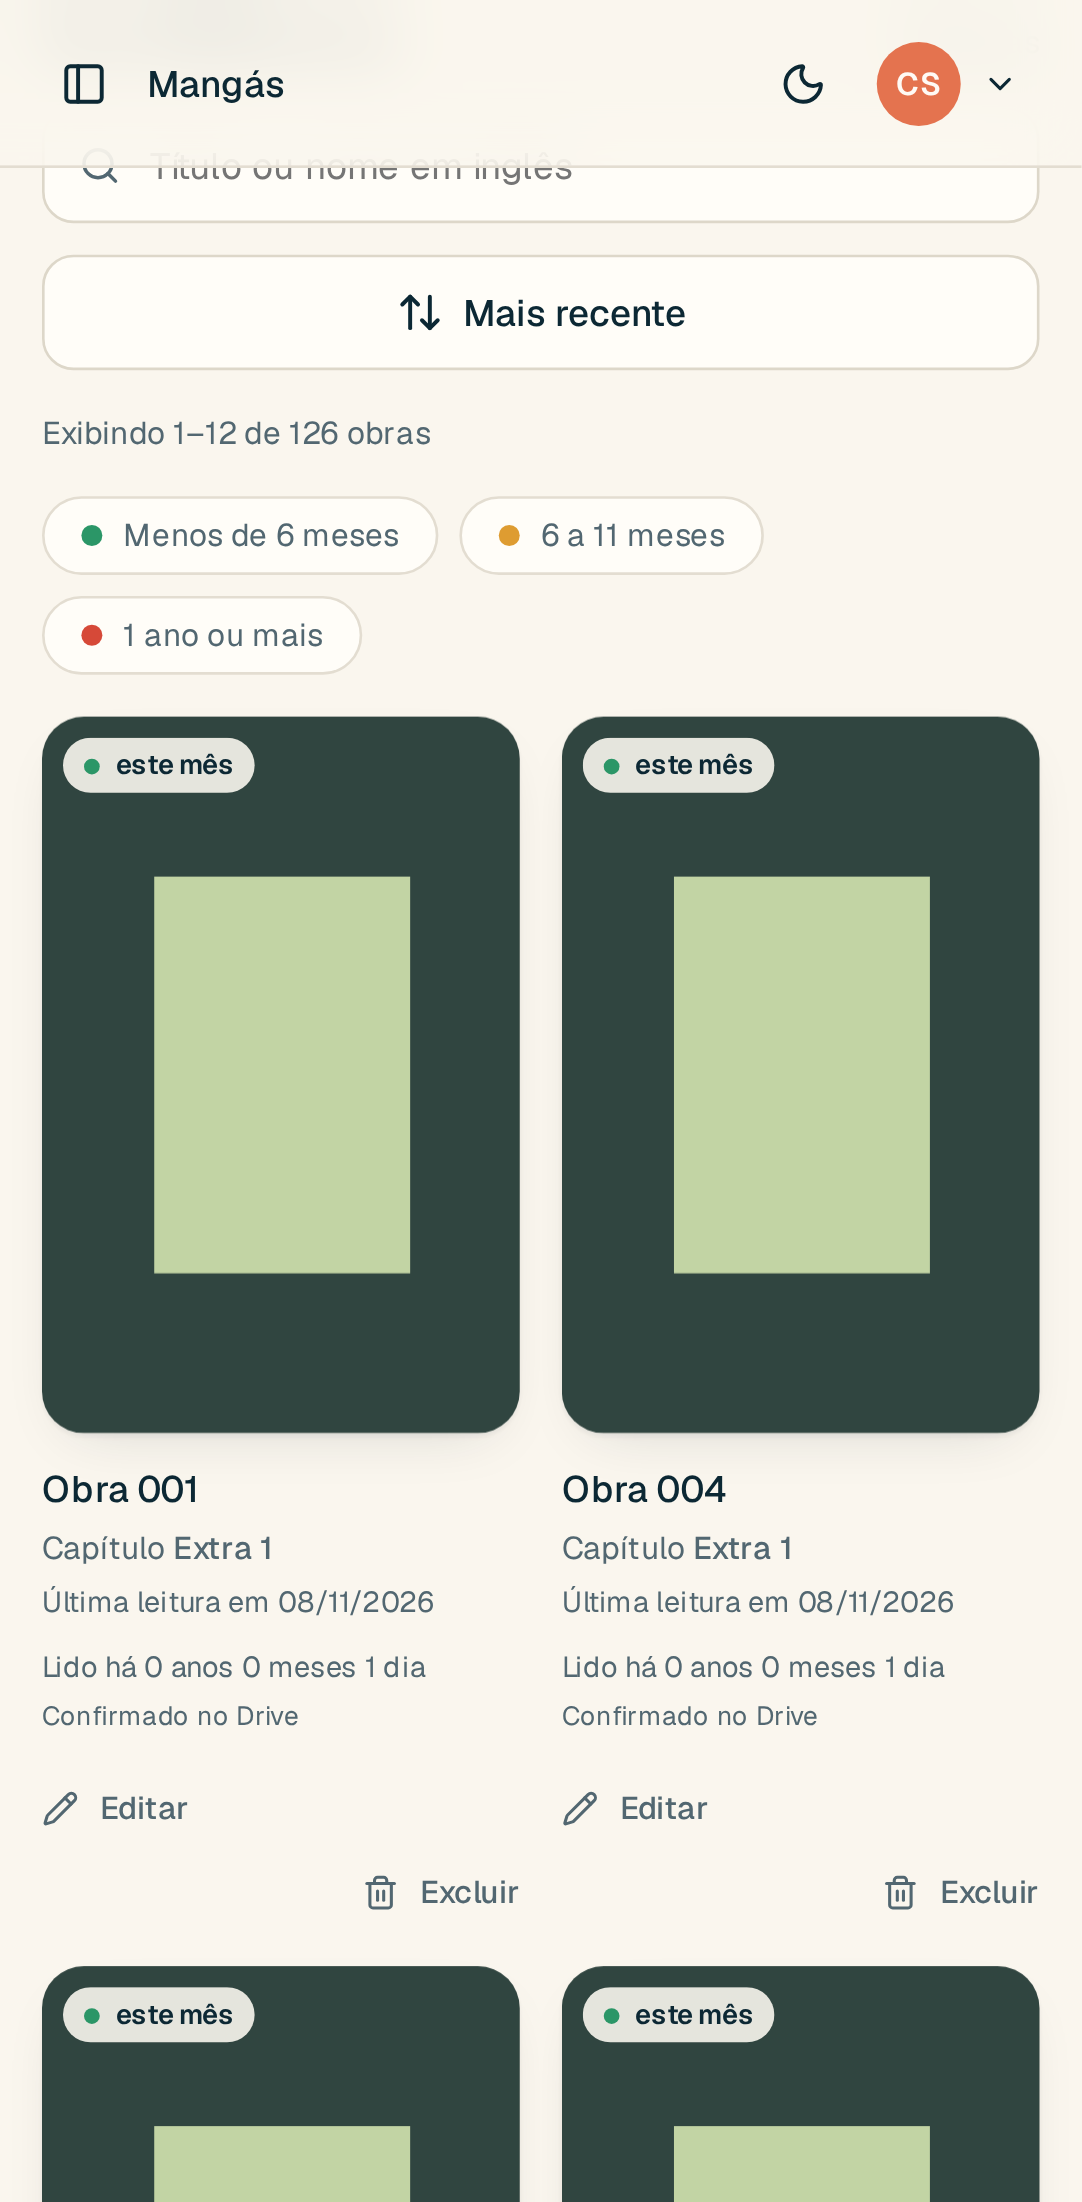 Mangás
CS
Título ou nome em inglês
Mais recente
Exibindo 1–12 de 126 obras
Menos de 6 meses
6 a 11 meses
1 ano ou mais
este mês
este mês
Obra 001
Capítulo Extra 1
Última leitura em 08/11/2026
Lido há 0 anos 0 meses 1 dia
Confirmado no Drive
Editar
Excluir
Obra 004
Capítulo Extra 1
Última leitura em 08/11/2026
Lido há 0 anos 0 meses 1 dia
Confirmado no Drive
Editar
Excluir
este mês
este mês